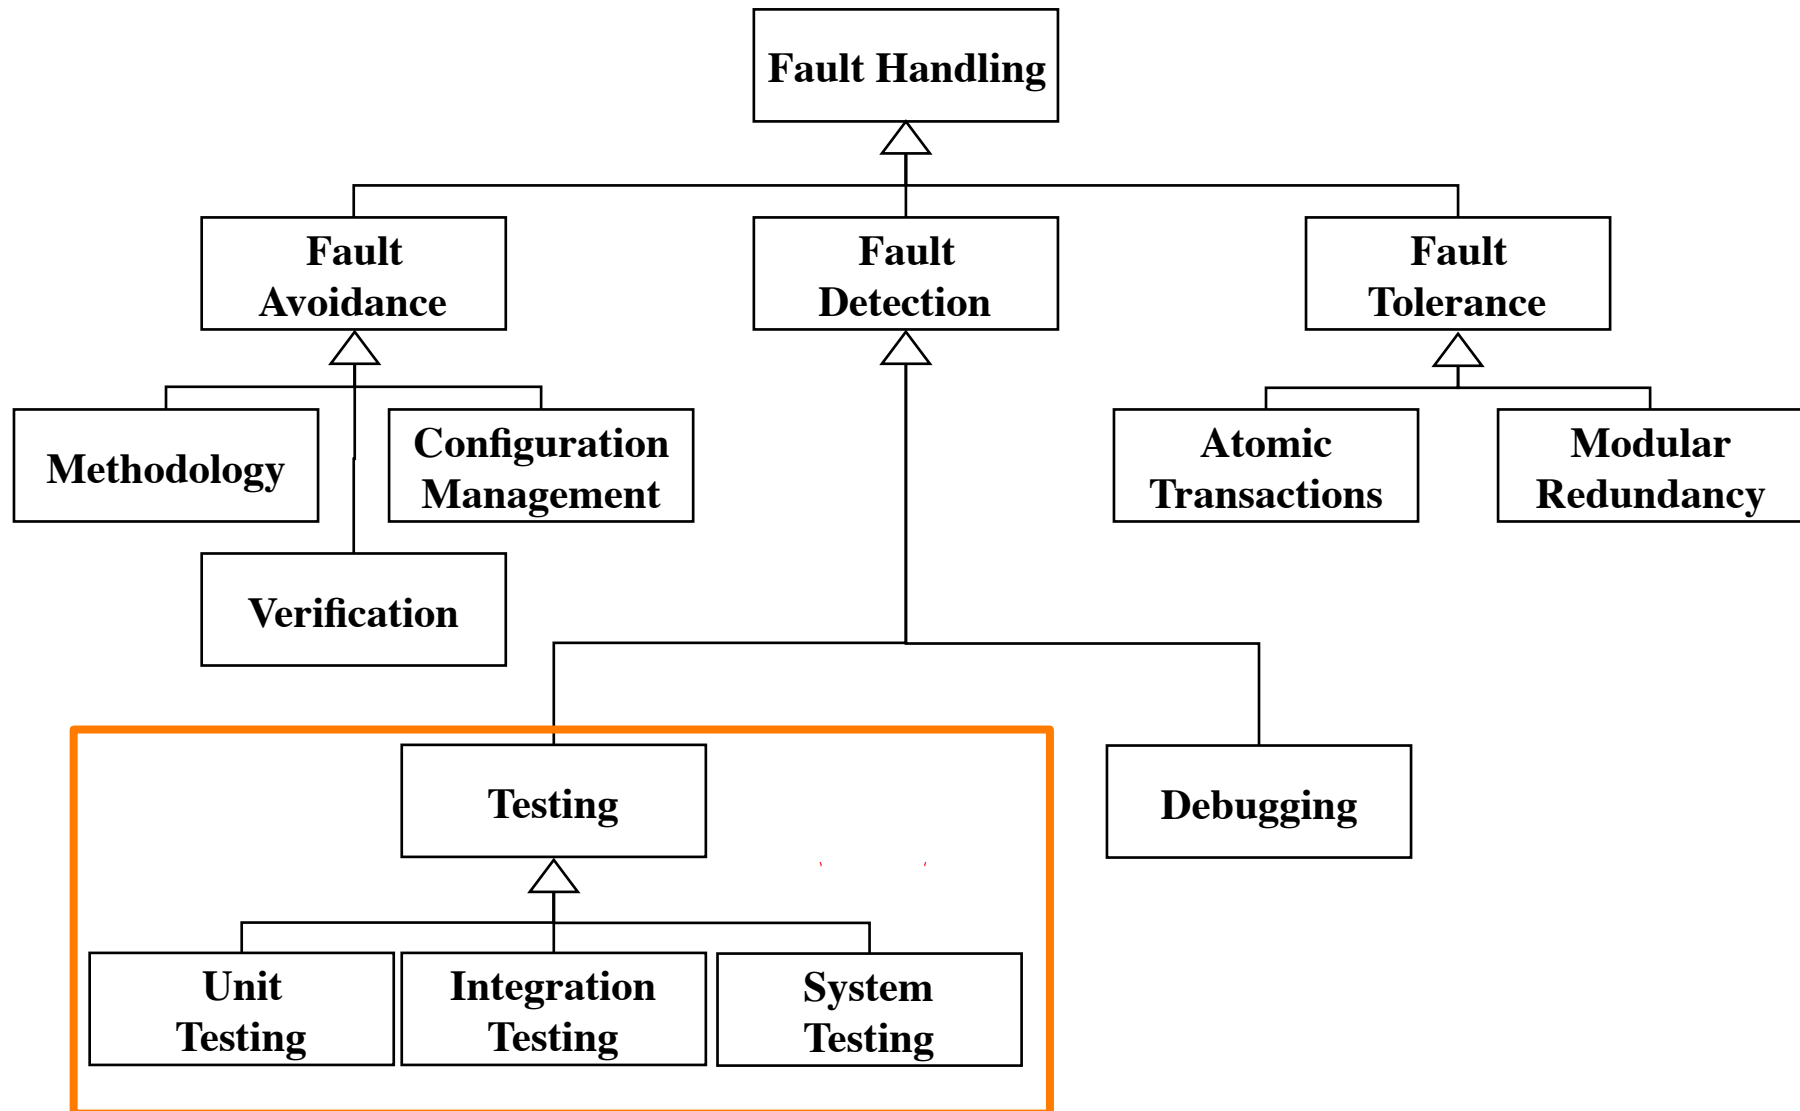 Fault Handling
Fault
Avoidance
Fault
Detection
Fault
Tolerance
Methodology
Configuration
Management
Atomic
Transactions
Modular
Redundancy
Verification
Testing
Debugging
Unit
Testing
Integration
Testing
System
Testing